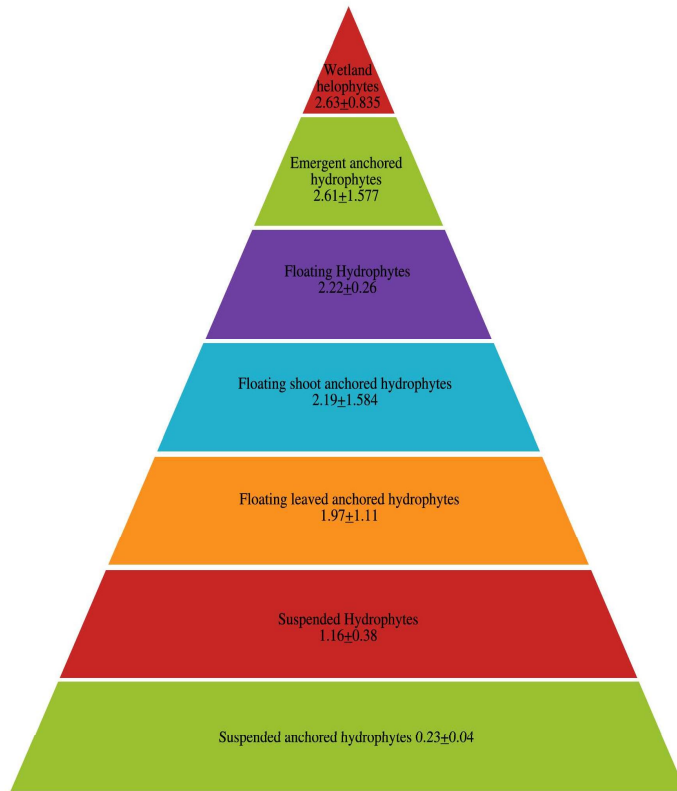 Wetland
helophytes
2.63±0.835
Emergent anchored
hydrophytes
2.61±1.577
Floating Hydrophytes
2.22±0.26
Floating shoot anchored hydrophytes
2.19±1.584
Floating leaved anchored hydrophytes
1.97±1.11
Suspended Hydrophytes
1.16±0.38
Suspended anchored hydrophytes 0.23±0.04